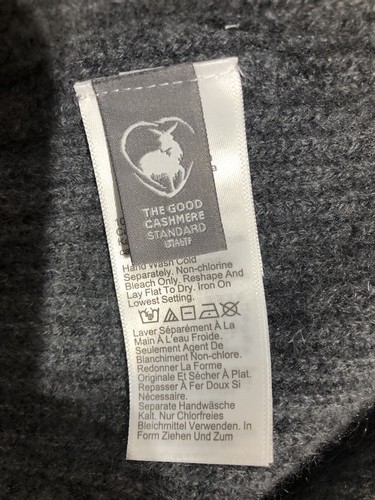 THE GOOD
CASHMERE
STANDARD
Hand Wash Cold
Separately. Non-chlorine
Bleach Only. Reshape And
Lay Flat To Dry. Iron On
Lowest Setting.
Laver Séparément À La
Main À L'eau Froide.
Seulement Agent De
Blanchiment Non-chlore.
Redonner La Forme
Originale Et Sécher À Plat.
Repasser À Fer Doux Si
Nécessaire.
Separate Handwäsche
Kalt. Nur Chlorfreies
Bleichmittel Verwenden. In
Form Ziehen Und Zum